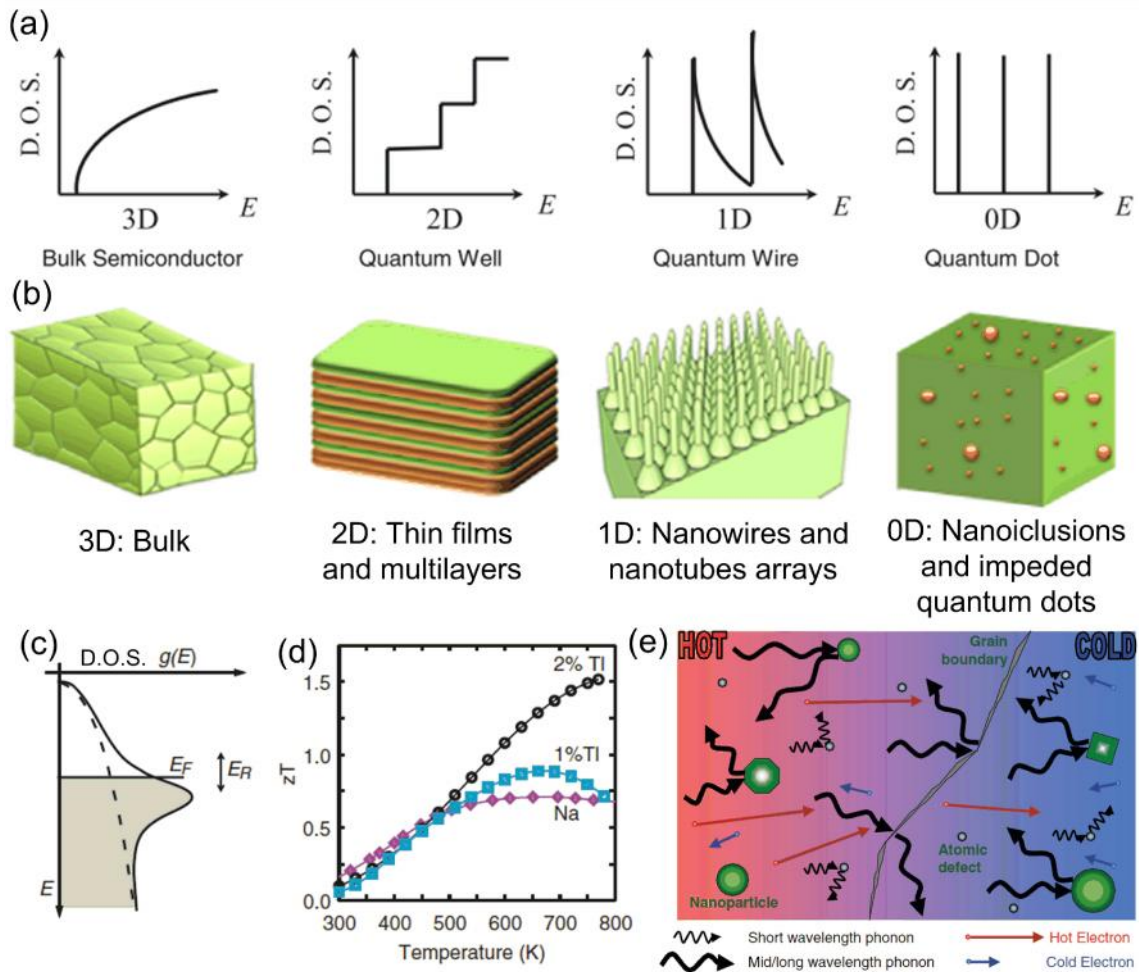 (a)
D. O. S.
E
3D
Bulk Semiconductor
D. O. S.
E
2D
Quantum Well
D. O. S.
E
1D
Quantum Wire
D. O. S.
E
0D
Quantum Dot
(b)
3D: Bulk
2D: Thin films
and multilayers
1D: Nanowires and
nanotubes arrays
0D: Nanoiclusions
and impeded
quantum dots
(c)
D.O.S. g(E)
E_F
E_R
E
(d)
zT
1.5
1.0
0.5
0
300 400 500 600 700 800
Temperature (K)
2% Tl
1%Tl
Na
(e)
HOT
COLD
Grain
boundary
Atomic
defect
Nanoparticle
Short wavelength phonon
Hot Electron
Mid/long wavelength phonon
Cold Electron